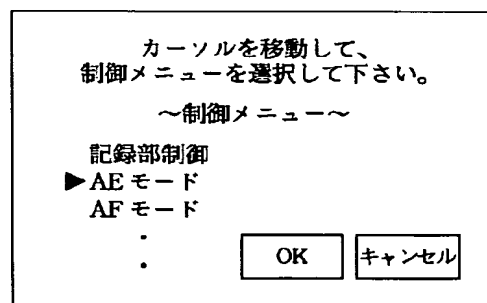 カーソルを移動して、
制御メニューを選択して下さい。
～制御メニュー～
記録部制御
▶AEモード
AFモード
・
・
OK キャンセル